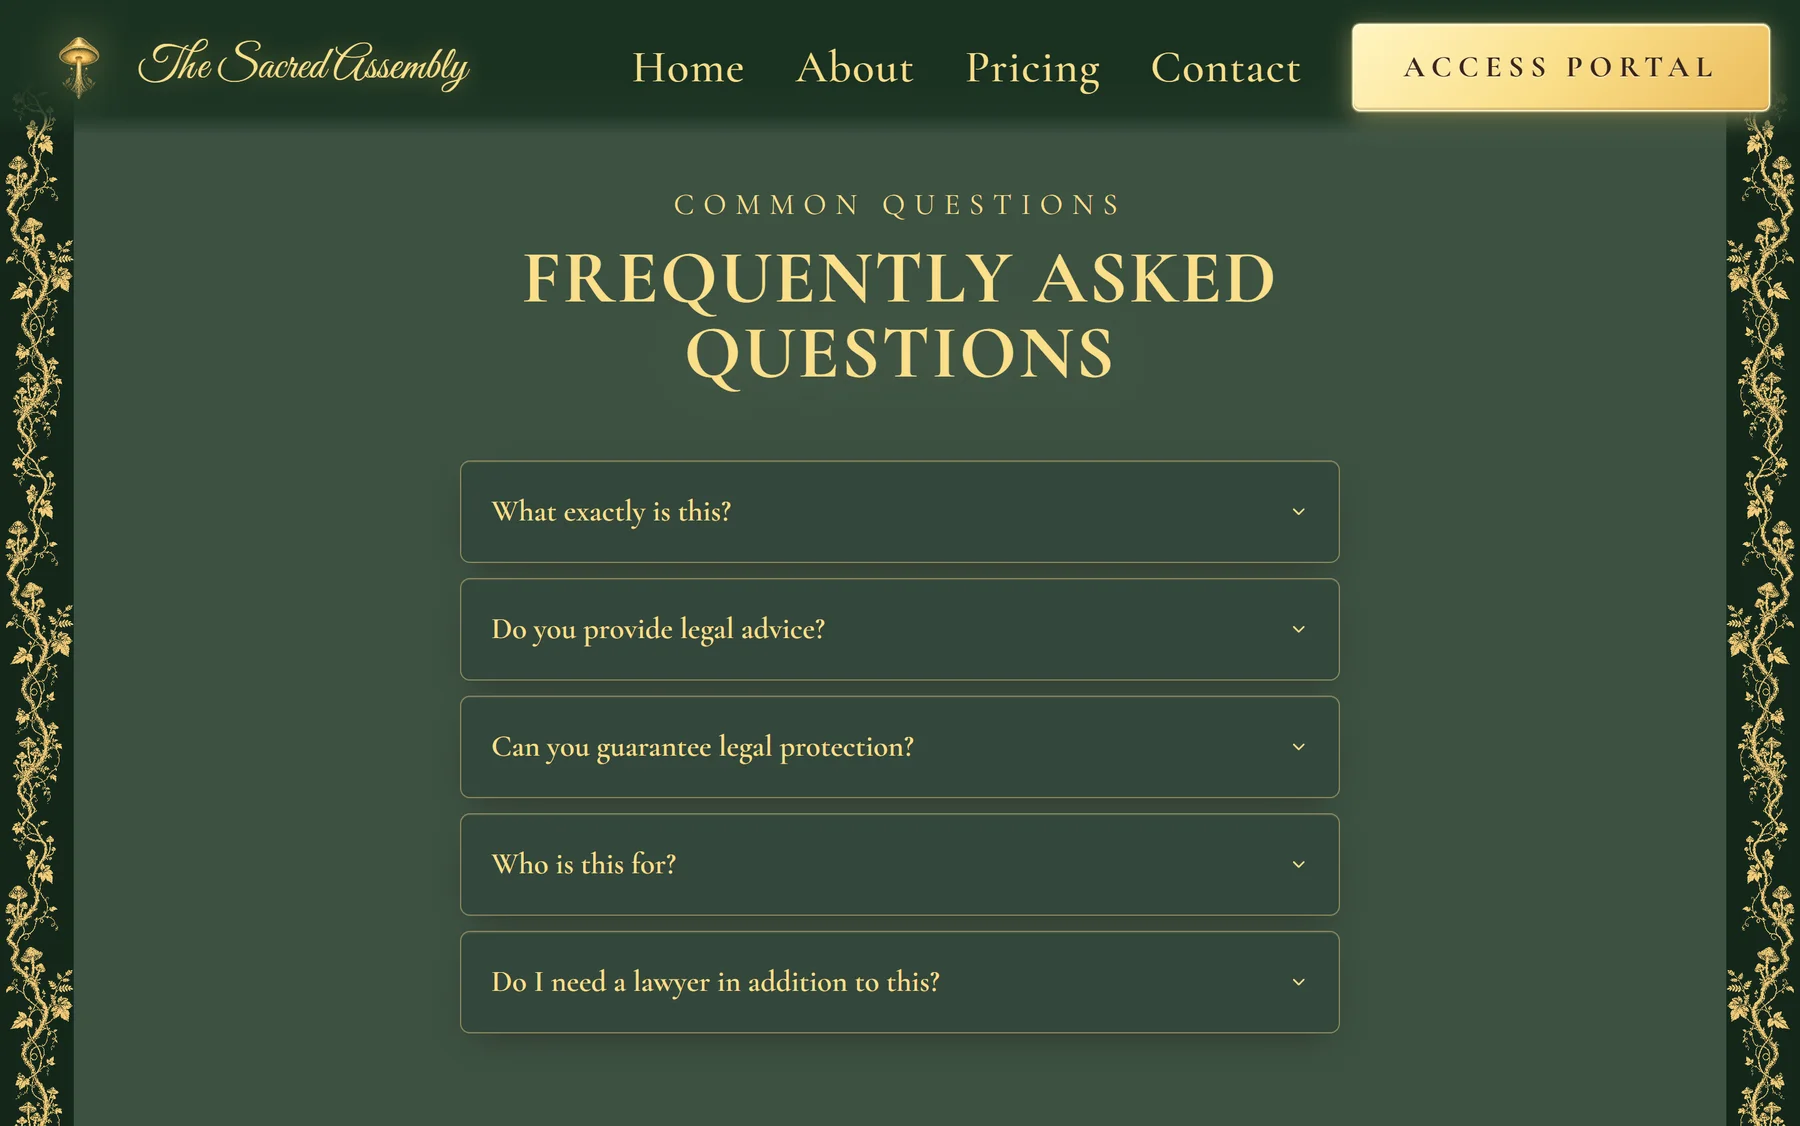 The Sacred Assembly
Home About Pricing Contact ACCESS PORTAL
COMMON QUESTIONS
FREQUENTLY ASKED
QUESTIONS
What exactly is this?
Do you provide legal advice?
Can you guarantee legal protection?
Who is this for?
Do I need a lawyer in addition to this?